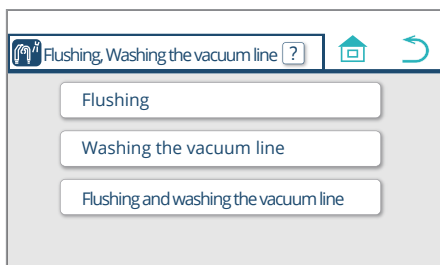 Flushing, Washing the vacuum line ?
Flushing
Washing the vacuum line
Flushing and washing the vacuum line